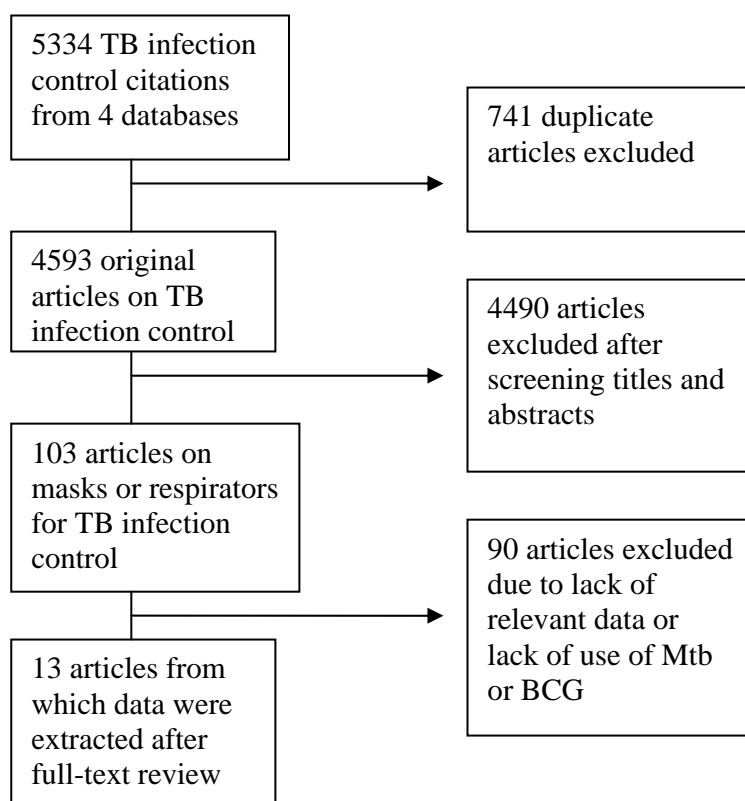 5334 TB infection
control citations
from 4 databases
741 duplicate
articles excluded
4593 original
articles on TB
infection control
4490 articles
excluded after
screening titles and
abstracts
103 articles on
masks or respirators
for TB infection
control
90 articles excluded
due to lack of
relevant data or
lack of use of Mtb
or BCG
13 articles from
which data were
extracted after
full-text review